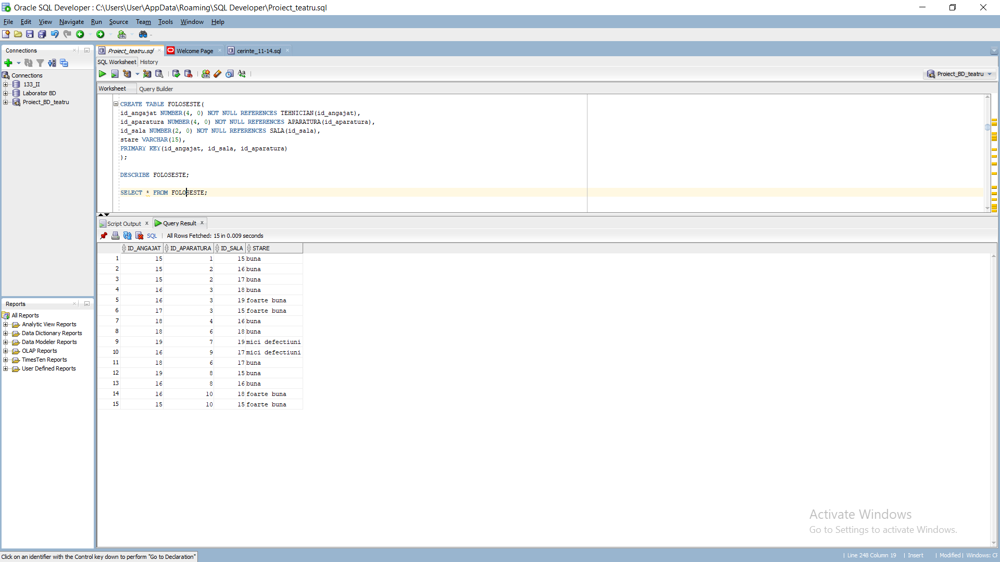 Oracle SQL Developer : C:\Users\User\AppData\Roaming\SQL Developer\Proiect_teatru.sql
File Edit View Navigate Run Source Team Tools Window Help
Connections
Proiect_teatru.sql Welcome Page cerinte_11-14.sql
SQL Worksheet History
Proiect_BD_teatru
Connections
133_II
Laborator BD
Proiect_BD_teatru
Worksheet Query Builder
CREATE TABLE FOLOSESTE(
id_angajat NUMBER(4, 0) NOT NULL REFERENCES TEHNICIAN(id_angajat),
id_aparatura NUMBER(4, 0) NOT NULL REFERENCES APARATURA(id_aparatura),
id_sala NUMBER(2, 0) NOT NULL REFERENCES SALA(id_sala),
stare VARCHAR(15),
PRIMARY KEY(id_angajat, id_sala, id_aparatura)
);
DESCRIBE FOLOSESTE;
SELECT * FROM FOLOSESTE;
Script Output Query Result
SQL All Rows Fetched: 15 in 0.009 seconds
ID_ANGAJAT ID_APARATURA ID_SALA STARE
1 15 1 15 buna
2 15 2 16 buna
3 15 2 17 buna
4 16 3 18 buna
5 16 3 19 foarte buna
6 17 3 15 foarte buna
7 18 4 16 buna
8 18 6 18 buna
9 19 7 19 mici defectiuni
10 16 9 17 mici defectiuni
11 18 6 17 buna
12 19 8 15 buna
13 16 8 16 buna
14 16 10 18 foarte buna
15 15 10 15 foarte buna
Reports
All Reports
Analytic View Reports
Data Dictionary Reports
Data Modeler Reports
OLAP Reports
TimesTen Reports
User Defined Reports
Activate Windows
Go to Settings to activate Windows.
Click on an identifier with the Control key down to perform "Go to Declaration"
Line 248 Column 19 Insert Modified Windows: CF